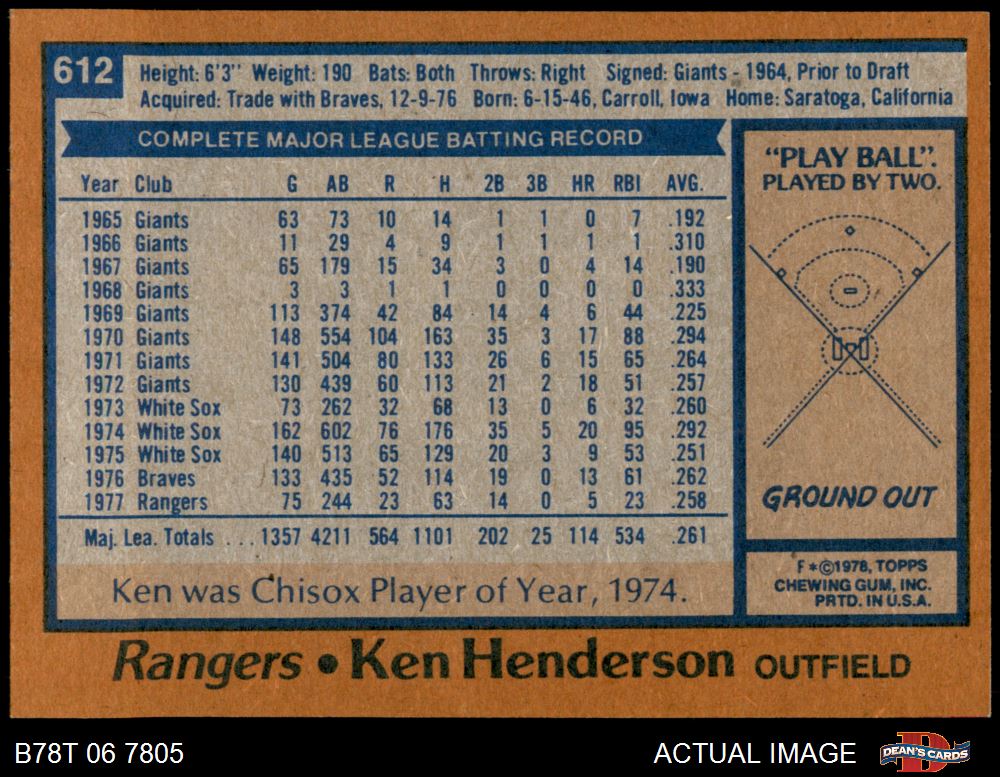 612
Height: 6'3" Weight: 190 Bats: Both Throws: Right Signed: Giants - 1964, Prior to Draft
Acquired: Trade with Braves, 12-9-76 Born: 6-15-46, Carroll, Iowa Home: Saratoga, California
COMPLETE MAJOR LEAGUE BATTING RECORD
Year Club G AB R H 2B 3B HR RBI AVG.
1965 Giants 63 73 10 14 1 1 0 7 .192
1966 Giants 11 29 4 9 1 1 1 1 .310
1967 Giants 65 179 15 34 3 0 4 14 .190
1968 Giants 3 3 1 1 0 0 0 0 .333
1969 Giants 113 374 42 84 14 4 6 44 .225
1970 Giants 148 554 104 163 35 3 17 88 .294
1971 Giants 141 504 80 133 26 6 15 65 .264
1972 Giants 130 439 60 113 21 2 18 51 .257
1973 White Sox 73 262 32 68 13 0 6 32 .260
1974 White Sox 162 602 76 176 35 5 20 95 .292
1975 White Sox 140 513 65 129 20 3 9 53 .251
1976 Braves 133 435 52 114 19 0 13 61 .262
1977 Rangers 75 244 23 63 14 0 5 23 .258
Maj. Lea. Totals ... 1357 4211 564 1101 202 25 114 534 .261
Ken was Chisox Player of Year, 1974.
"PLAY BALL".
PLAYED BY TWO.
GROUND OUT
F*©1978, TOPPS
CHEWING GUM, INC.
PRTD. IN U.S.A.
Rangers • Ken Henderson OUTFIELD
B78T 06 7805
ACTUAL IMAGE
DEAN'S CARDS